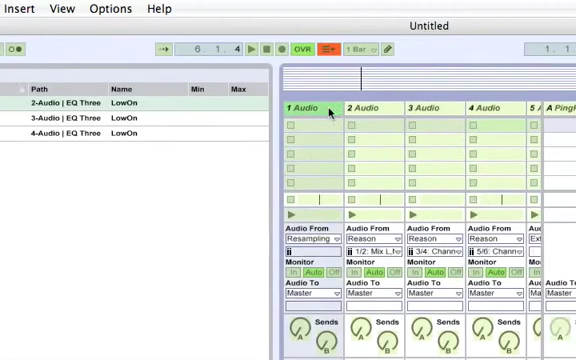 Insert View Options Help
Untitled
6. 1. 4 OVR 1 Bar 1. 1.
Path Name Min Max
2-Audio | EQ Three LowOn
3-Audio | EQ Three LowOn
4-Audio | EQ Three LowOn
1 Audio 2 Audio 3 Audio 4 Audio 5 A PingP
Audio From Audio From Audio From Audio From Audi
Resampling Reason Reason Reason Ext
1/2: Mix L, 3/4: Chann 5/6: Chann
Monitor Monitor Monitor Monitor
In Auto Off In Auto Off In Auto Off In Auto Off In
Audio To Audio To Audio To Audio To Audi Audio To
Master Master Master Master Master
Sends Sends Sends Sends
A A A A A
B B B B